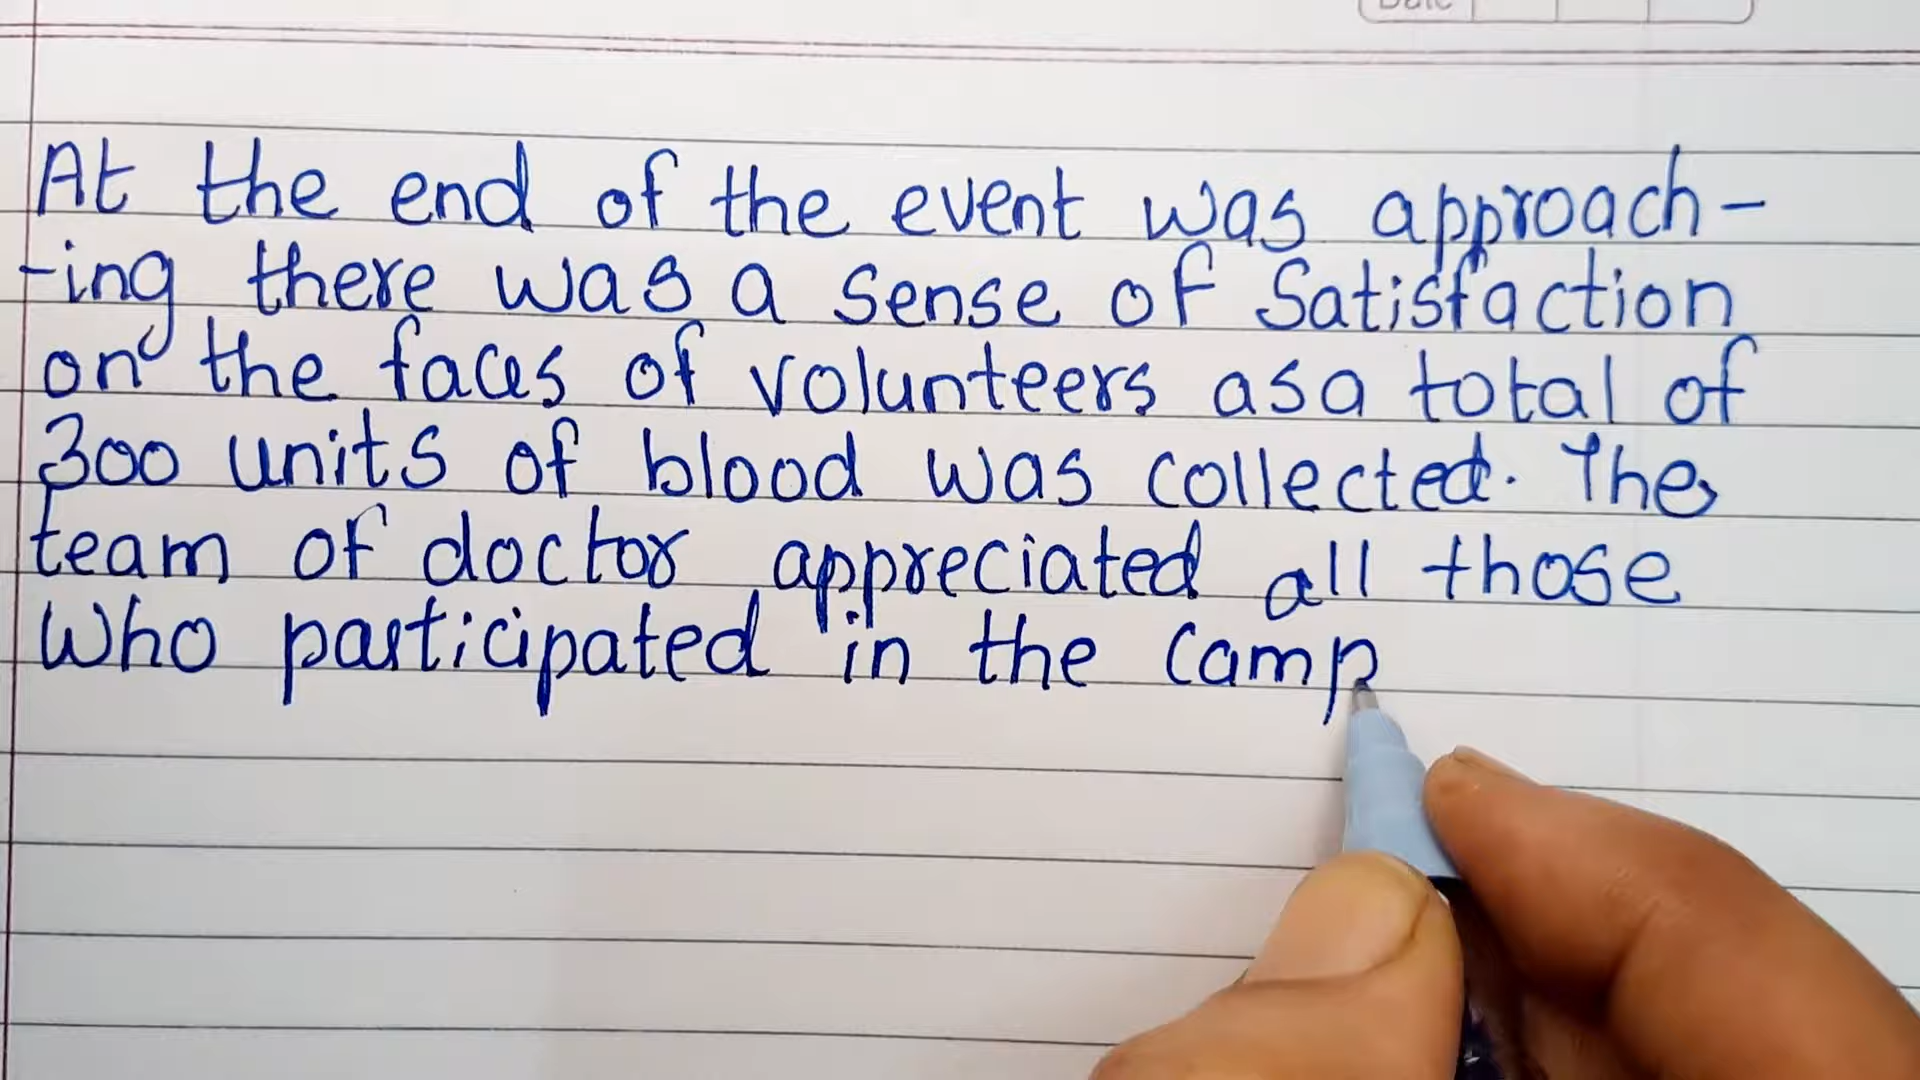 Date
At the end of the event was approach-
-ing there was a sense of Satisfaction
on the faces of volunteers as a total of
300 units of blood was collected. The
team of doctor appreciated all those
Who participated in the Camp